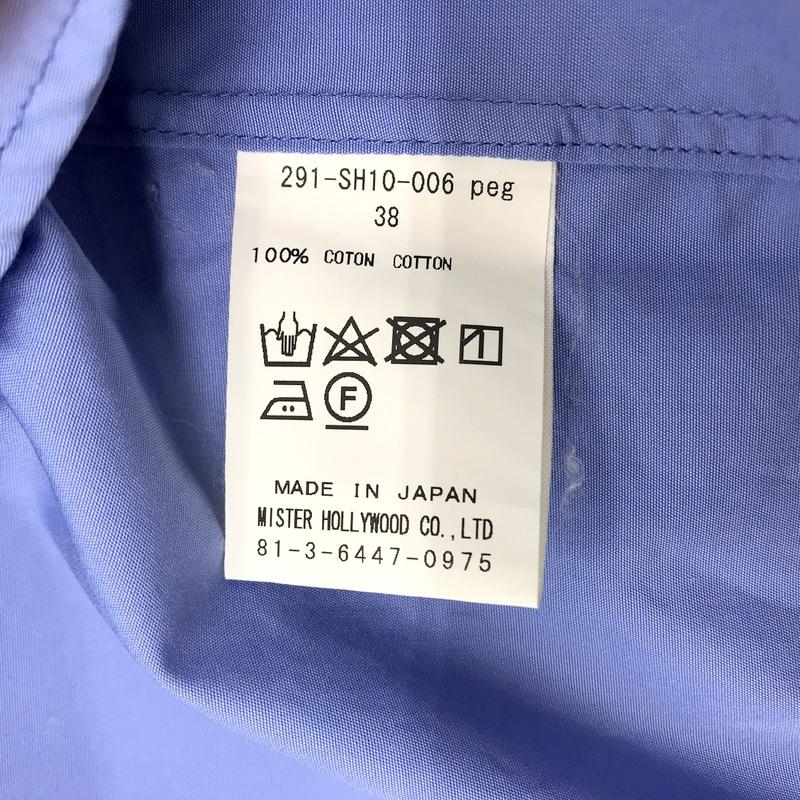 291-SH10-006 peg
38
100% COTON COTTON
F
MADE IN JAPAN
MISTER HOLLYWOOD CO.,LTD
81-3-6447-0975